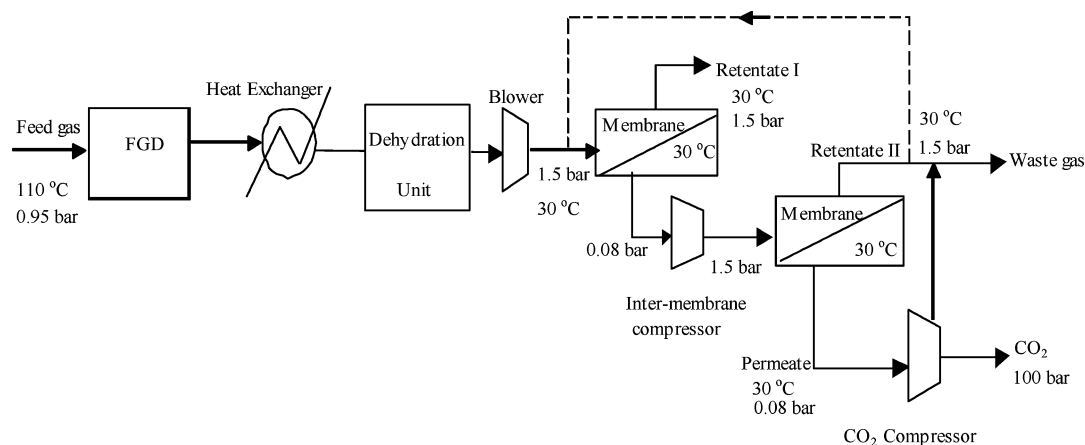 Feed gas
110 °C
0.95 bar
FGD
Heat Exchanger
Dehydration
Unit
Blower
1.5 bar
30 °C
Membrane
30 °C
Retentate I
30 °C
1.5 bar
0.08 bar
1.5 bar
Inter-membrane
compressor
Retentate II
30 °C
1.5 bar
Waste gas
Membrane
30 °C
Permeate
30 °C
0.08 bar
CO₂
100 bar
CO₂ Compressor